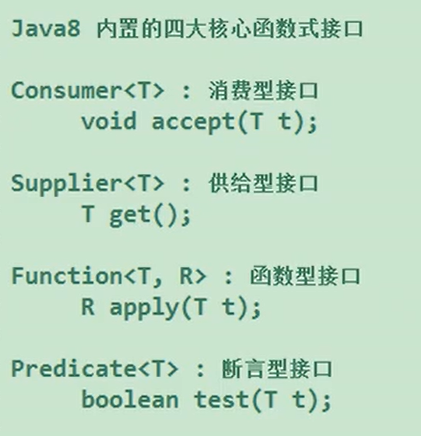 Java8 内置的四大核心函数式接口
Consumer<T> : 消费型接口
void accept(T t);
Supplier<T> : 供给型接口
T get();
Function<T, R> : 函数型接口
R apply(T t);
Predicate<T> : 断言型接口
boolean test(T t);